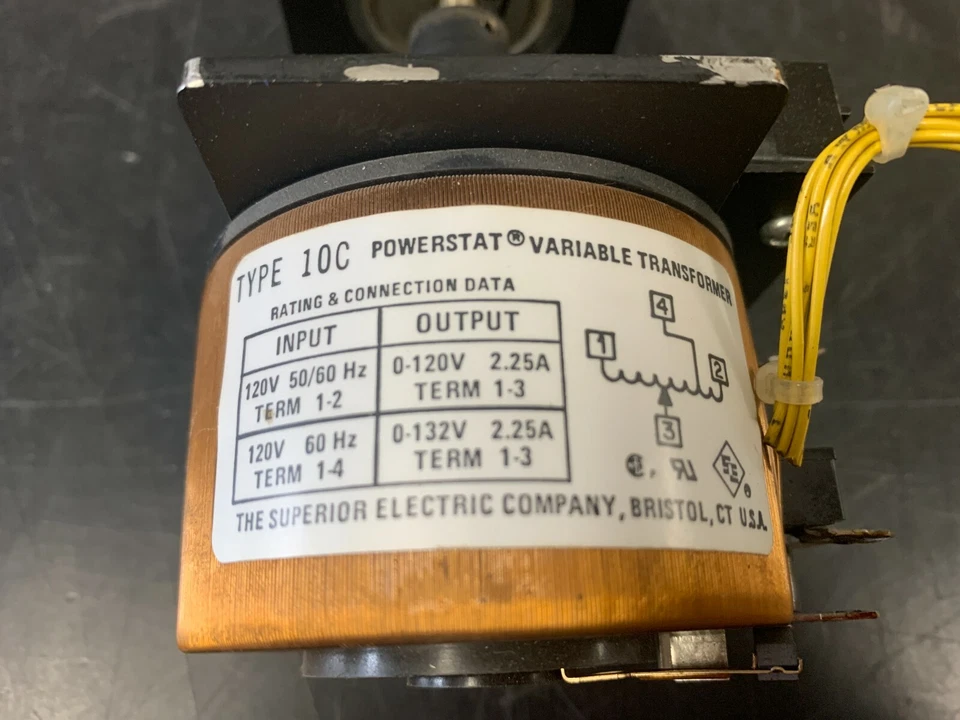 TYPE 10C POWERSTAT® VARIABLE TRANSFORMER
RATING & CONNECTION DATA
INPUT OUTPUT
120V 50/60 Hz 0-120V 2.25A
TERM 1-2 TERM 1-3
120V 60 Hz 0-132V 2.25A
TERM 1-4 TERM 1-3
4
1
2
3
THE SUPERIOR ELECTRIC COMPANY, BRISTOL, CT U.S.A.